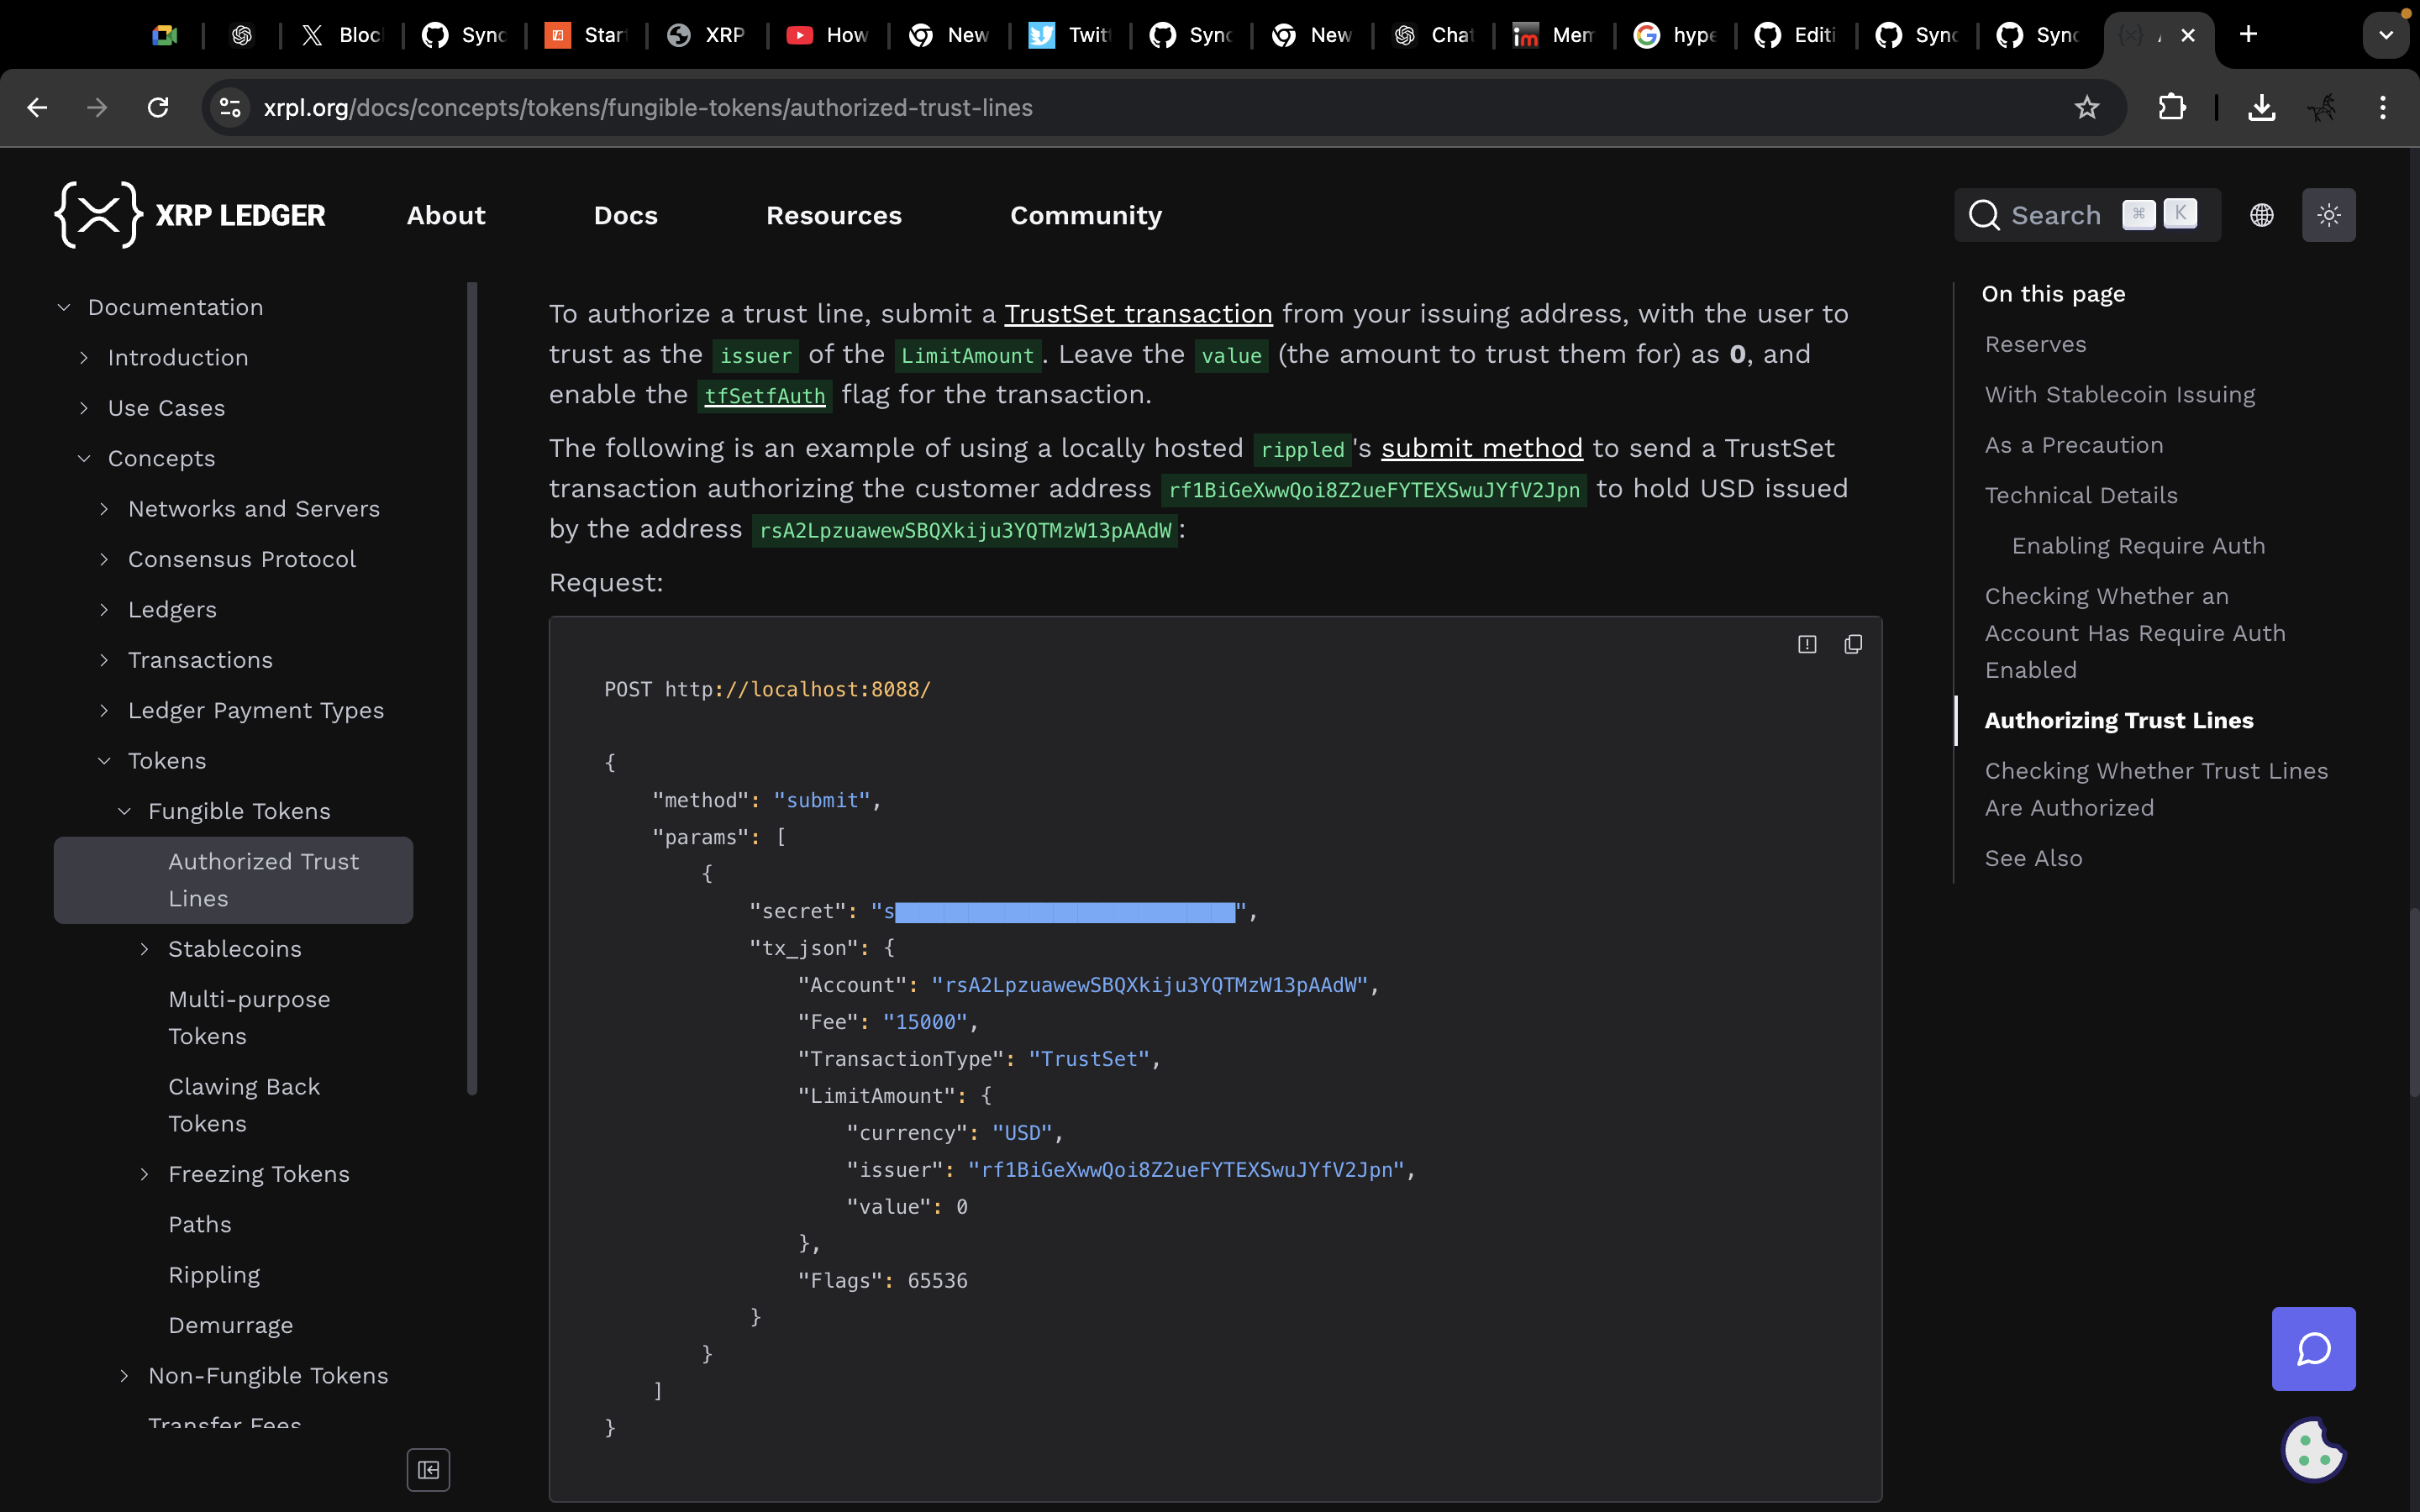 Bloc
Sync
Star
XRP
How
New
Twitt
Sync
New
Chat
Mem
hype
Editi
Sync
Sync
xrpl.org/docs/concepts/tokens/fungible-tokens/authorized-trust-lines
XRP LEDGER
About
Docs
Resources
Community
Search ⌘ K
Documentation
Introduction
Use Cases
Concepts
Networks and Servers
Consensus Protocol
Ledgers
Transactions
Ledger Payment Types
Tokens
Fungible Tokens
Authorized Trust
Lines
Stablecoins
Multi-purpose
Tokens
Clawing Back
Tokens
Freezing Tokens
Paths
Rippling
Demurrage
Non-Fungible Tokens
Transfer Fees
To authorize a trust line, submit a TrustSet transaction from your issuing address, with the user to
trust as the issuer of the LimitAmount. Leave the value (the amount to trust them for) as 0, and
enable the tfSetfAuth flag for the transaction.
The following is an example of using a locally hosted rippled's submit method to send a TrustSet
transaction authorizing the customer address rf1BiGeXwwQoi8Z2ueFYTEXSwuJYfV2Jpn to hold USD issued
by the address rsA2LpzuawewSBQXkiju3YQTMzW13pAAdW:
Request:
POST http://localhost:8088/
{
"method": "submit",
"params": [
{
"secret": "s████████████████████████████",
"tx_json": {
"Account": "rsA2LpzuawewSBQXkiju3YQTMzW13pAAdW",
"Fee": "15000",
"TransactionType": "TrustSet",
"LimitAmount": {
"currency": "USD",
"issuer": "rf1BiGeXwwQoi8Z2ueFYTEXSwuJYfV2Jpn",
"value": 0
},
"Flags": 65536
}
}
]
}
On this page
Reserves
With Stablecoin Issuing
As a Precaution
Technical Details
Enabling Require Auth
Checking Whether an
Account Has Require Auth
Enabled
Authorizing Trust Lines
Checking Whether Trust Lines
Are Authorized
See Also